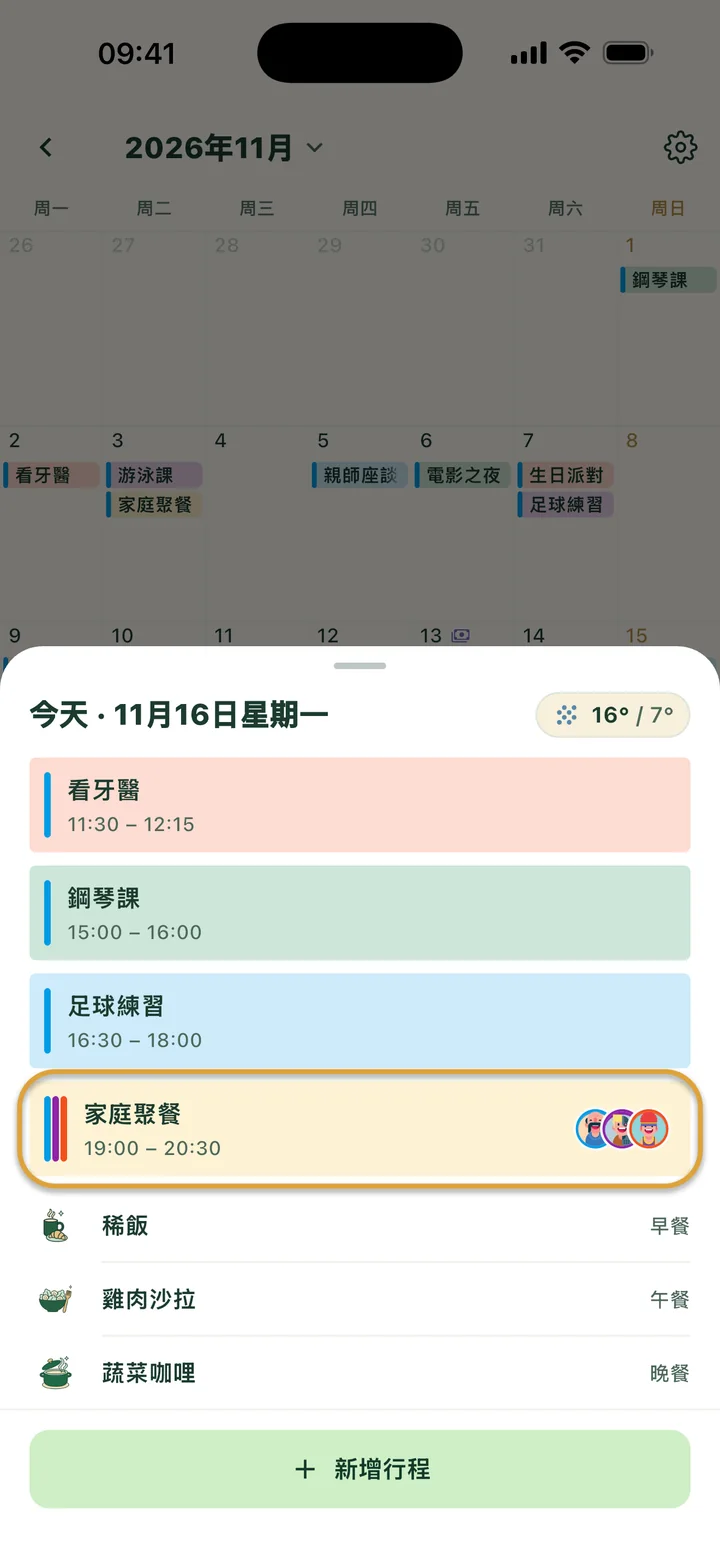 09:41
2026年11月
周一 周二 周三 周四 周五 周六 周日
26 27 28 29 30 31 1
鋼琴課
2 3 4 5 6 7 8
看牙醫 游泳課 親師座談 電影之夜 生日派對
家庭聚餐 足球練習
9 10 11 12 13 14 15
今天 · 11月16日星期一
16° / 7°
看牙醫
11:30 – 12:15
鋼琴課
15:00 – 16:00
足球練習
16:30 – 18:00
家庭聚餐
19:00 – 20:30
稀飯 早餐
雞肉沙拉 午餐
蔬菜咖哩 晚餐
+ 新增行程